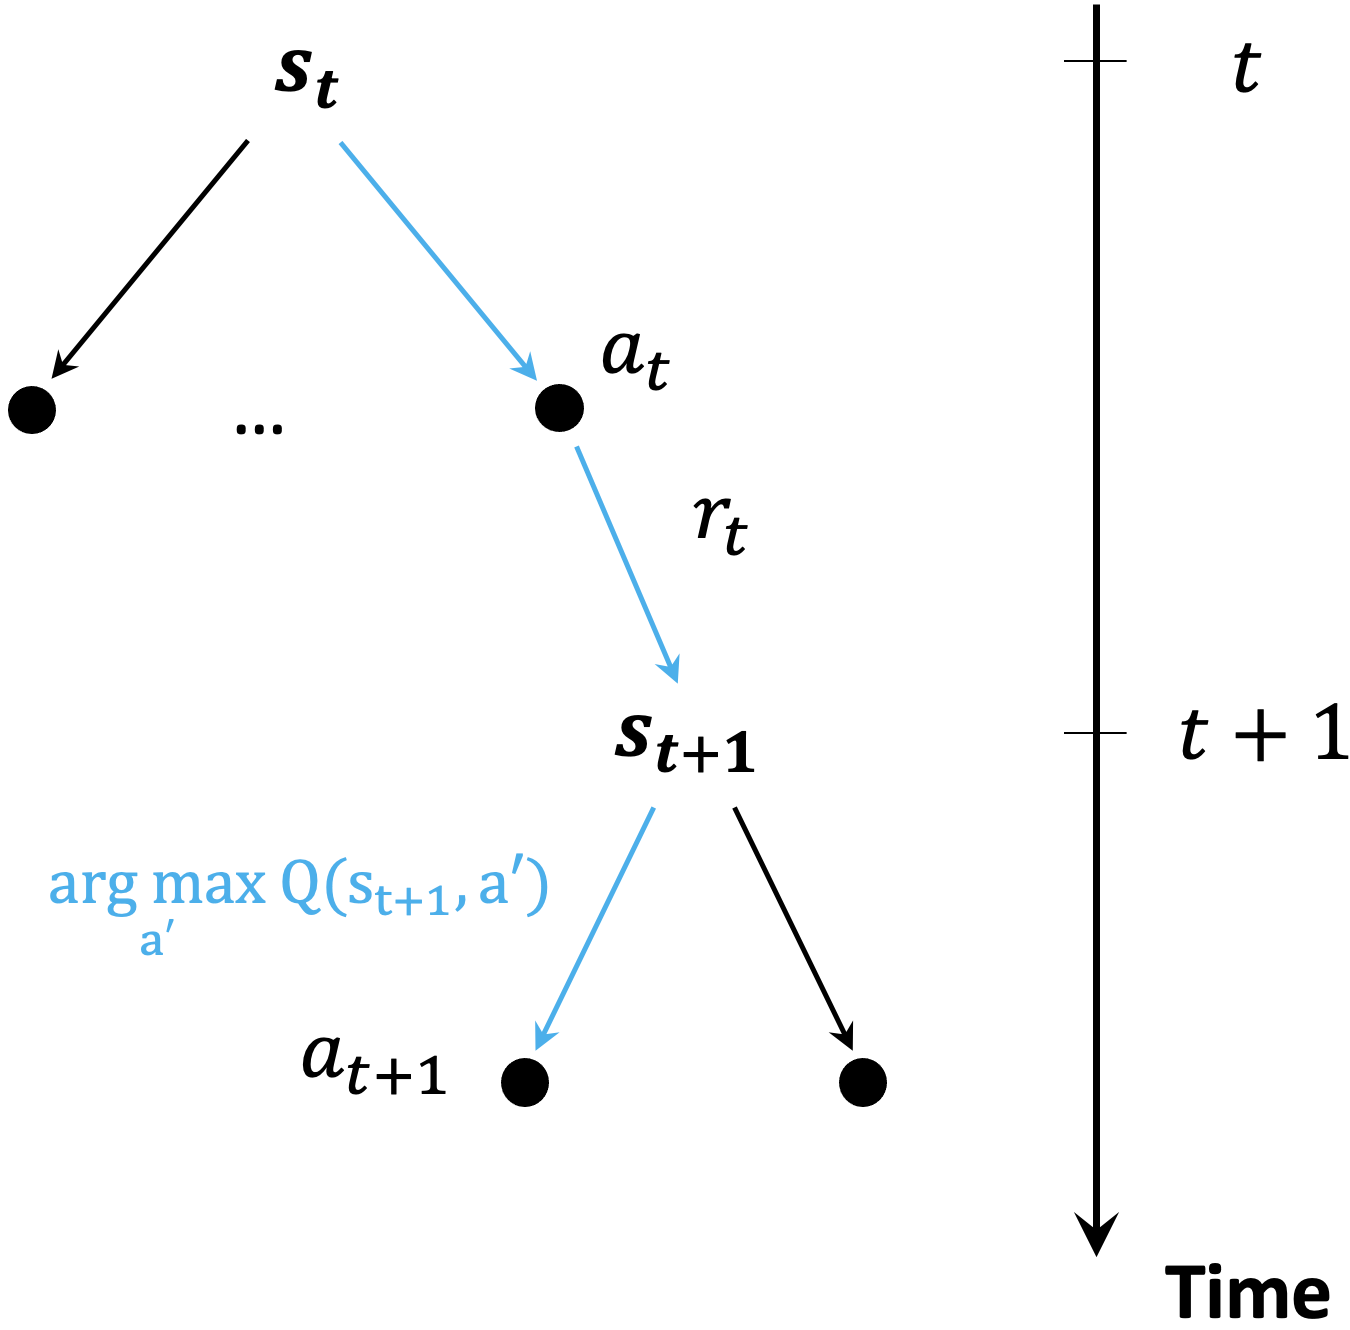 s_t
t
a_t
...
r_t
s_{t+1}
t + 1
arg max Q(s_{t+1}, a′)
a′
a_{t+1}
Time